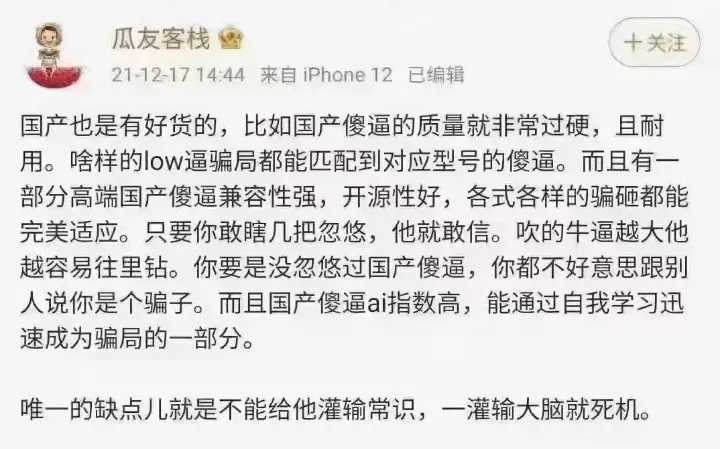 瓜友客栈
+关注
21-12-17 14:44 来自 iPhone 12 已编辑
国产也是有好货的，比如国产傻逼的质量就非常过硬，且耐
用。啥样的low逼骗局都能匹配到对应型号的傻逼。而且有一
部分高端国产傻逼兼容性强，开源性好，各式各样的骗砸都能
完美适应。只要你敢瞎几把忽悠，他就敢信。吹的牛逼越大他
越容易往里钻。你要是没忽悠过国产傻逼，你都不好意思跟别
人说你是个骗子。而且国产傻逼ai指数高，能通过自我学习迅
速成为骗局的一部分。
唯一的缺点儿就是不能给他灌输常识，一灌输大脑就死机。